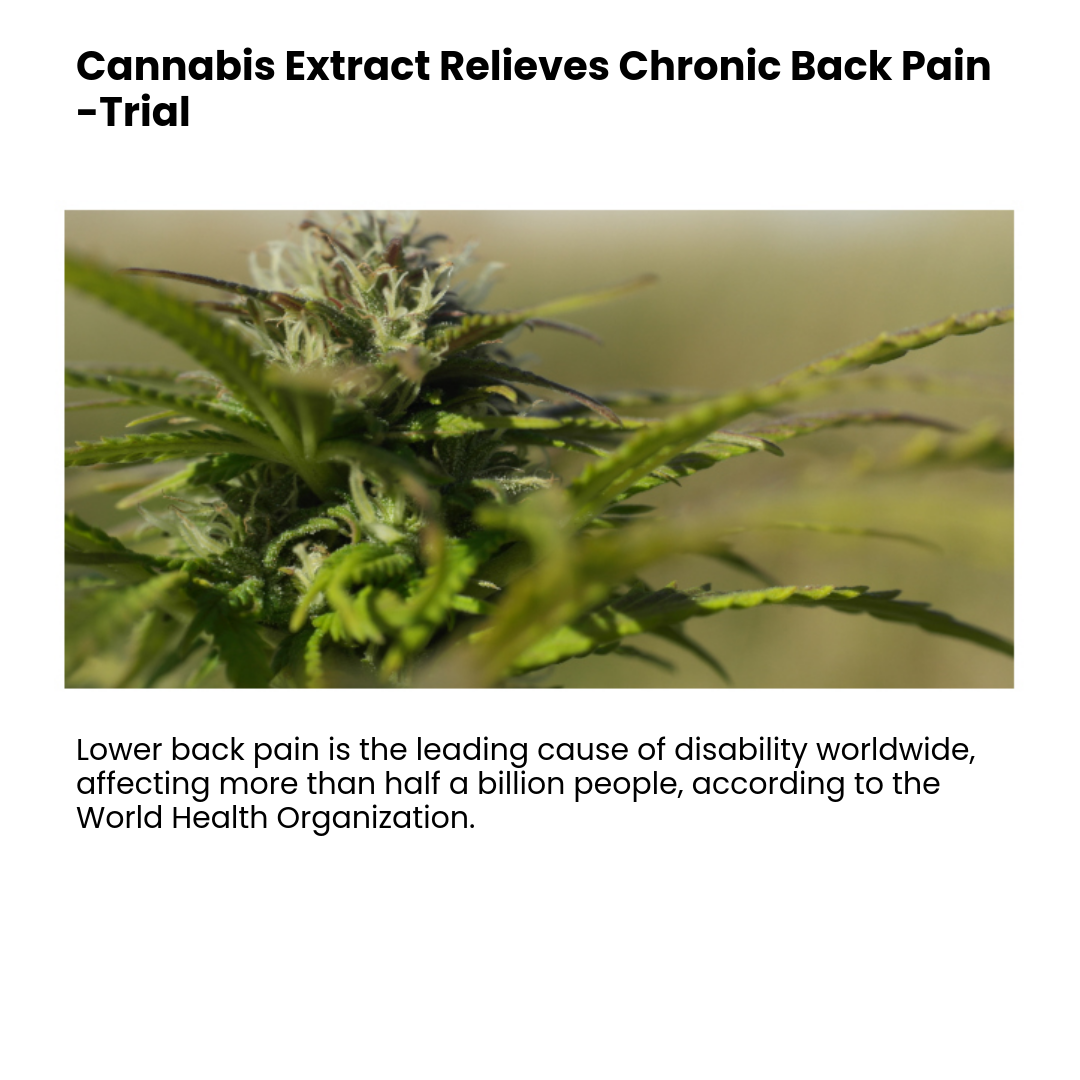 Cannabis Extract Relieves Chronic Back Pain
-Trial
Lower back pain is the leading cause of disability worldwide,
affecting more than half a billion people, according to the
World Health Organization.